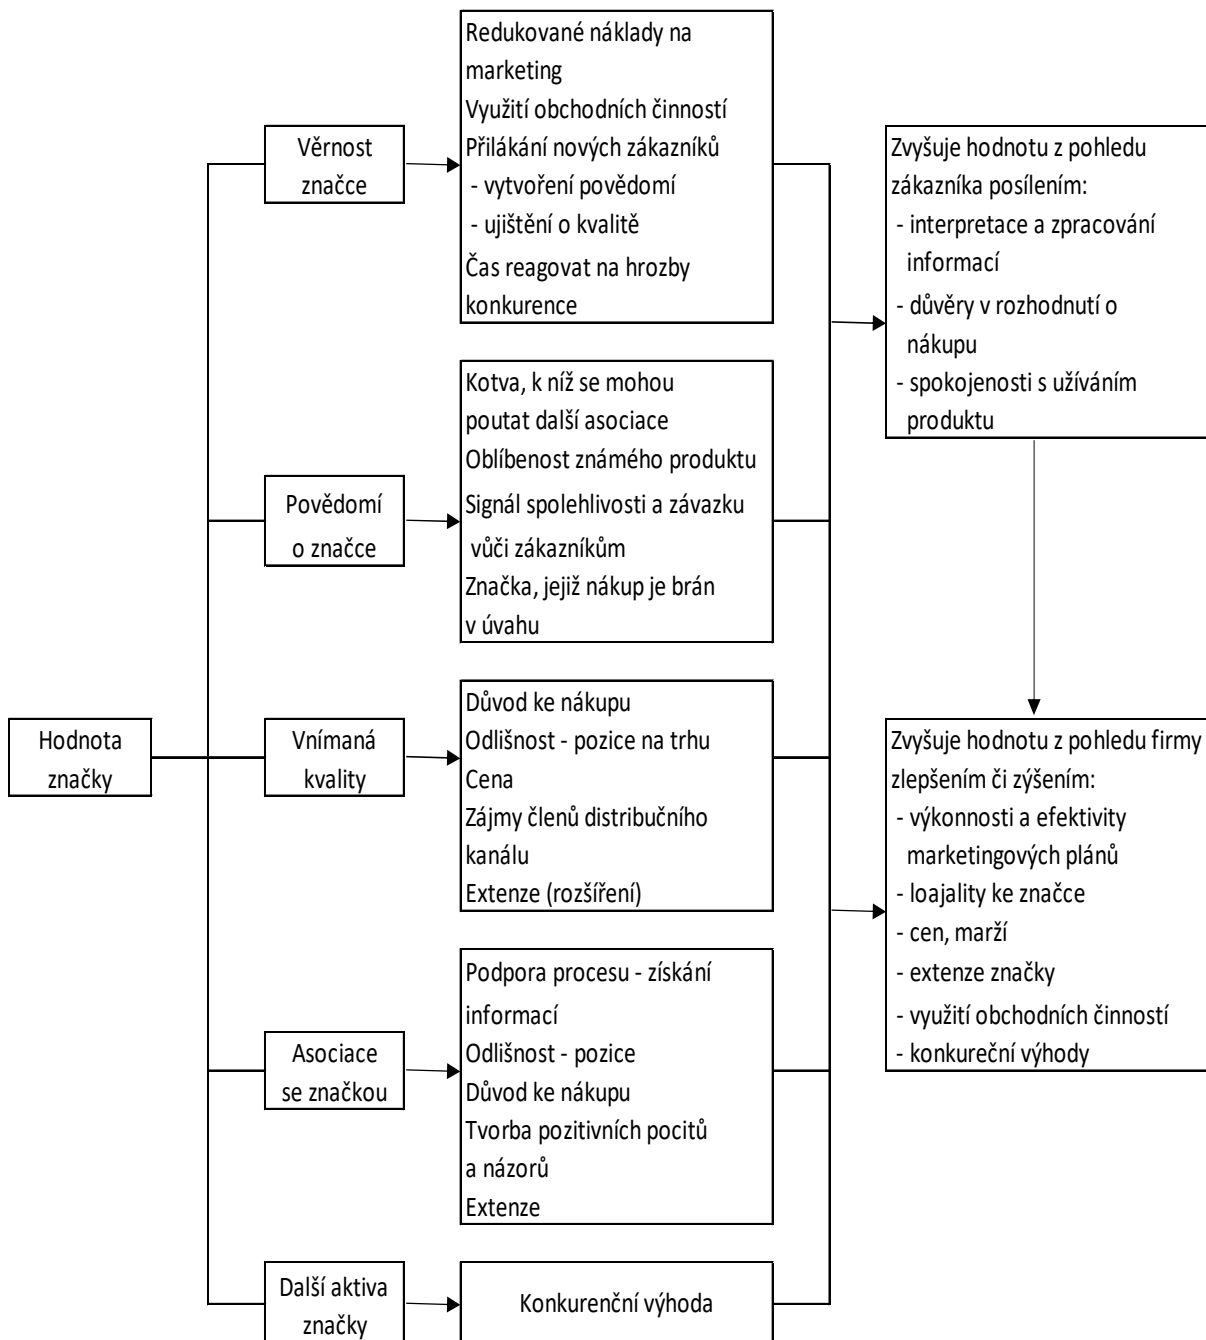 Hodnota
značky
Věrnost
značce
Redukované náklady na
marketing
Využití obchodních činností
Přilákání nových zákazníků
- vytvoření povědomí
- ujištění o kvalitě
Čas reagovat na hrozby
konkurence
Povědomí
o značce
Kotva, k níž se mohou
poutat další asociace
Oblíbenost známého produktu
Signál spolehlivosti a závazku
vůči zákazníkům
Značka, jejiž nákup je brán
v úvahu
Vnímaná
kvality
Důvod ke nákupu
Odlišnost - pozice na trhu
Cena
Zájmy členů distribučního
kanálu
Extenze (rozšíření)
Asociace
se značkou
Podpora procesu - získání
informací
Odlišnost - pozice
Důvod ke nákupu
Tvorba pozitivních pocitů
a názorů
Extenze
Další aktiva
značky
Konkurenční výhoda
Zvyšuje hodnotu z pohledu
zákazníka posílením:
- interpretace a zpracování
informací
- důvěry v rozhodnutí o
nákupu
- spokojenosti s užíváním
produktu
Zvyšuje hodnotu z pohledu firmy
zlepšením či zýšením:
- výkonnosti a efektivity
marketingových plánů
- loajality ke značce
- cen, marží
- extenze značky
- využití obchodních činností
- konkureční výhody